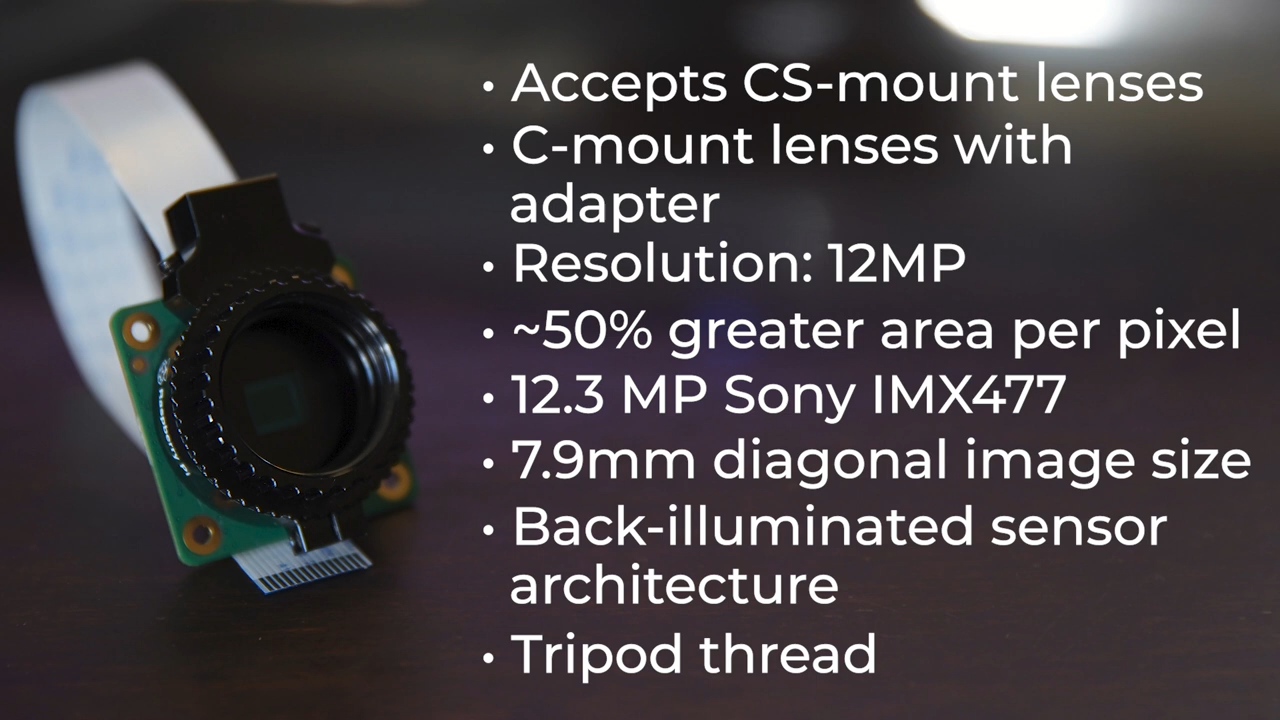 • Accepts CS-mount lenses
• C-mount lenses with
adapter
• Resolution: 12MP
• ~50% greater area per pixel
• 12.3 MP Sony IMX477
• 7.9mm diagonal image size
• Back-illuminated sensor
architecture
• Tripod thread